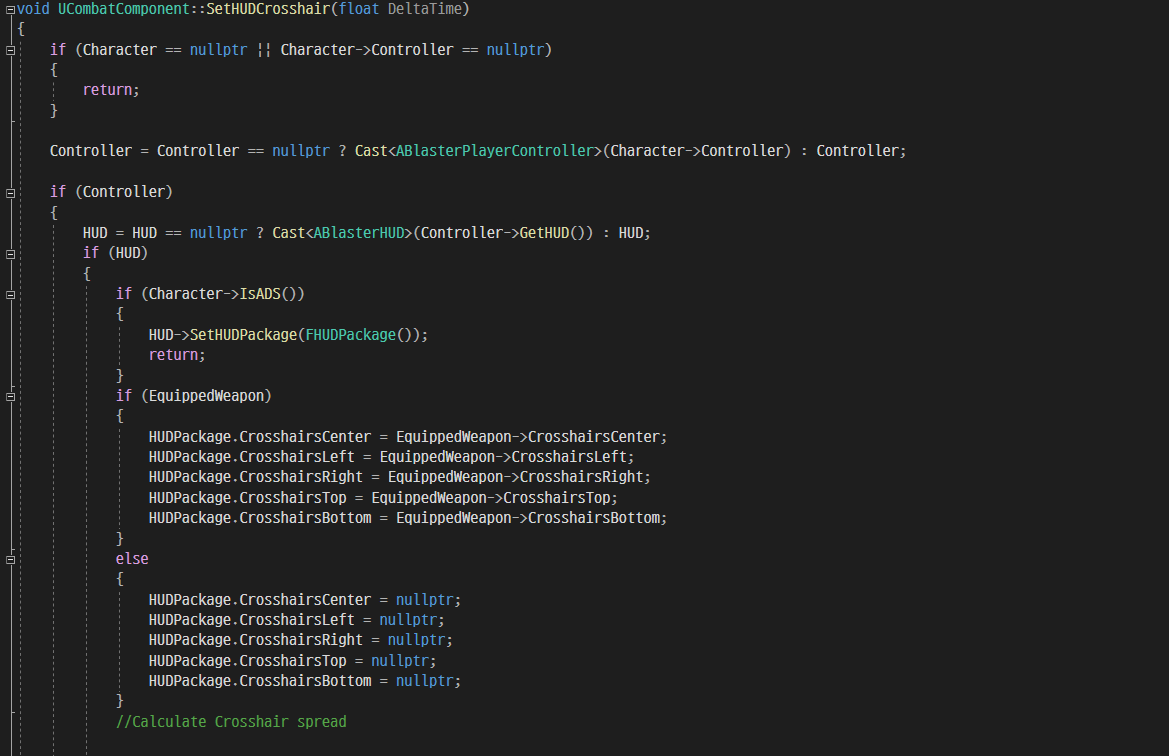 void UCombatComponent::SetHUDCrosshair(float DeltaTime)
{
    if (Character == nullptr || Character->Controller == nullptr)
    {
        return;
    }

    Controller = Controller == nullptr ? Cast<ABlasterPlayerController>(Character->Controller) : Controller;

    if (Controller)
    {
        HUD = HUD == nullptr ? Cast<ABlasterHUD>(Controller->GetHUD()) : HUD;
        if (HUD)
        {
            if (Character->IsADS())
            {
                HUD->SetHUDPackage(FHUDPackage());
                return;
            }
            if (EquippedWeapon)
            {
                HUDPackage.CrosshairsCenter = EquippedWeapon->CrosshairsCenter;
                HUDPackage.CrosshairsLeft = EquippedWeapon->CrosshairsLeft;
                HUDPackage.CrosshairsRight = EquippedWeapon->CrosshairsRight;
                HUDPackage.CrosshairsTop = EquippedWeapon->CrosshairsTop;
                HUDPackage.CrosshairsBottom = EquippedWeapon->CrosshairsBottom;
            }
            else
            {
                HUDPackage.CrosshairsCenter = nullptr;
                HUDPackage.CrosshairsLeft = nullptr;
                HUDPackage.CrosshairsRight = nullptr;
                HUDPackage.CrosshairsTop = nullptr;
                HUDPackage.CrosshairsBottom = nullptr;
            }
            //Calculate Crosshair spread